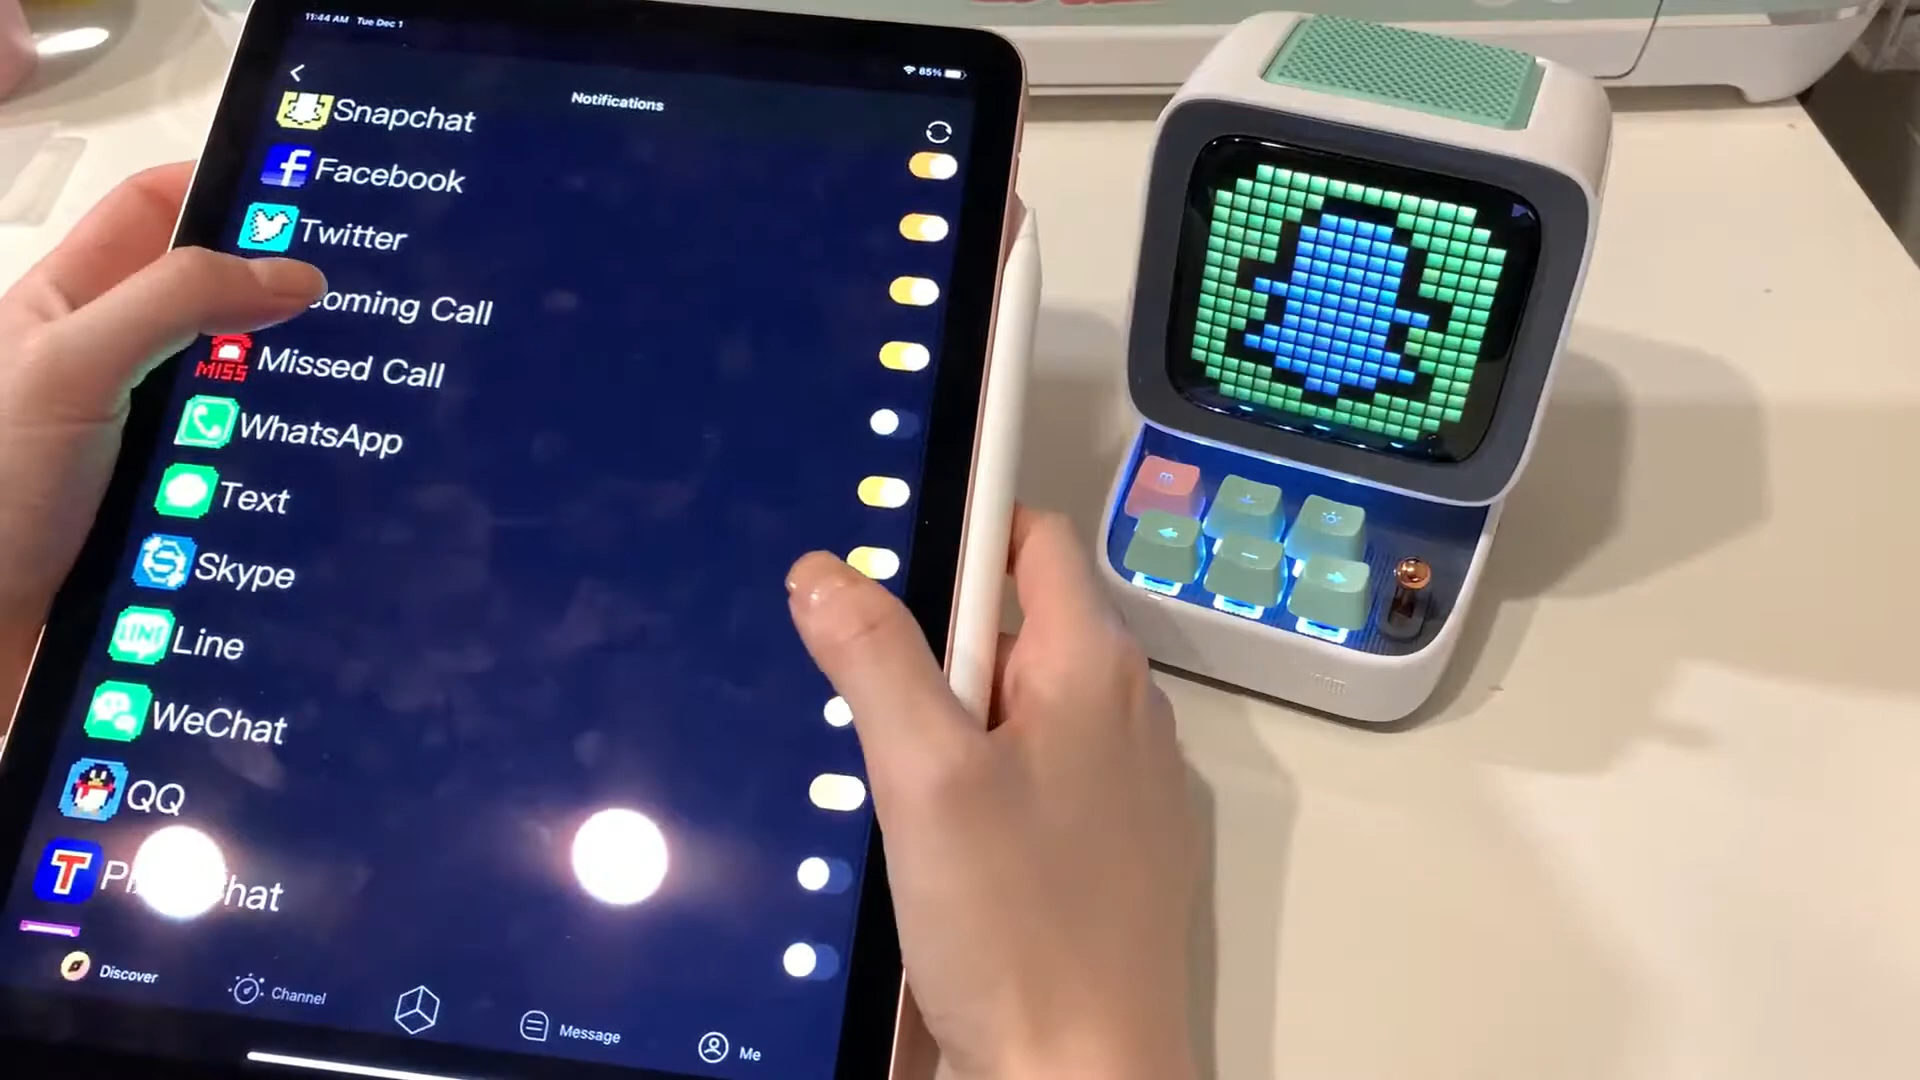 11:44 AM Tue Dec 1
85%
Notifications
Snapchat
Facebook
Twitter
coming Call
MISS Missed Call
WhatsApp
Text
Skype
LINE Line
WeChat
QQ
T hat
Discover
Channel
Message
Me